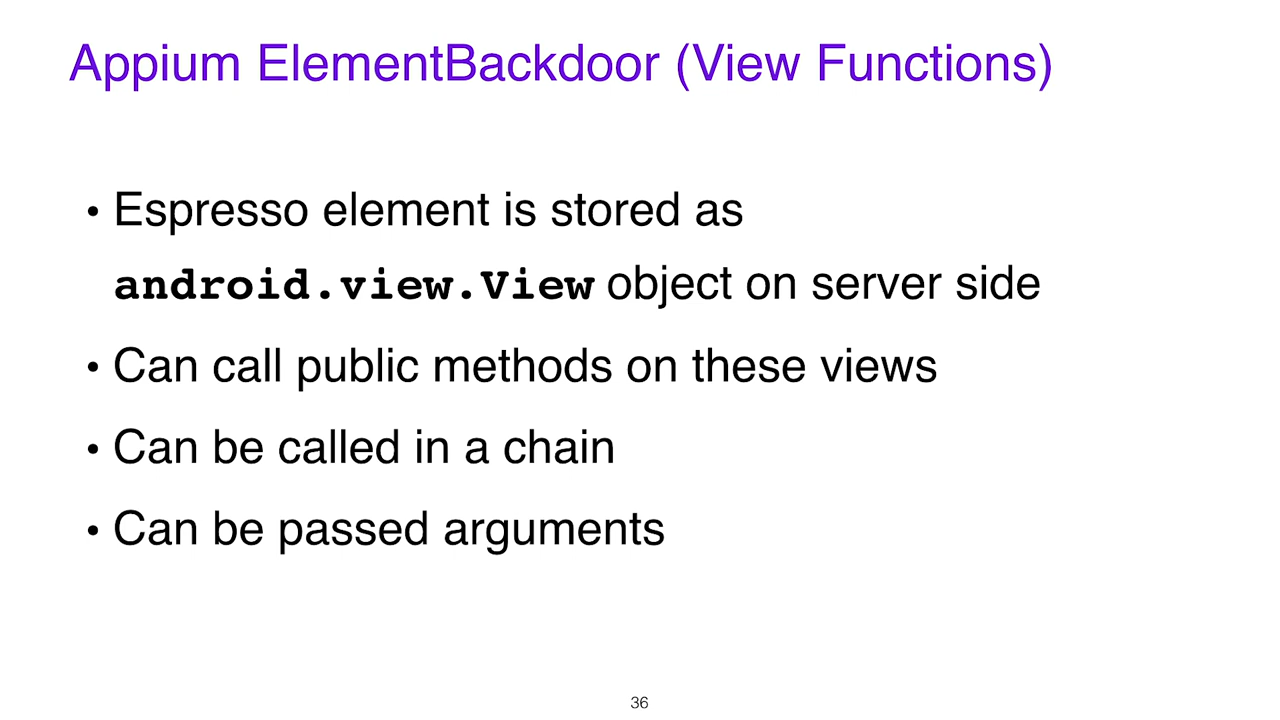 Appium ElementBackdoor (View Functions)
• Espresso element is stored as
android.view.View object on server side
• Can call public methods on these views
• Can be called in a chain
• Can be passed arguments
36